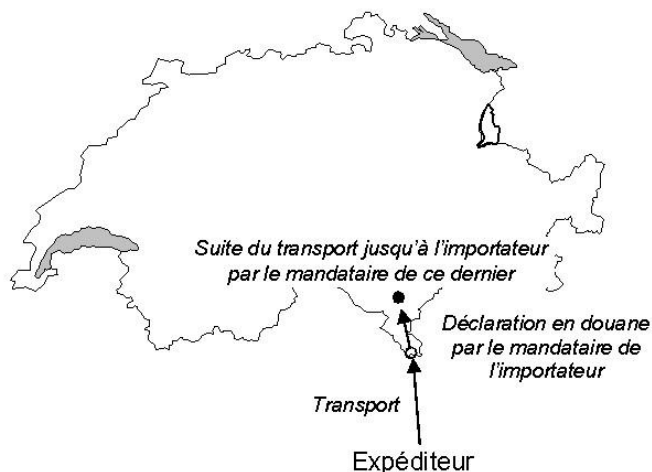 Suite du transport jusqu'à l'importateur
par le mandataire de ce dernier
Déclaration en douane
par le mandataire de
l'importateur
Transport
Expéditeur